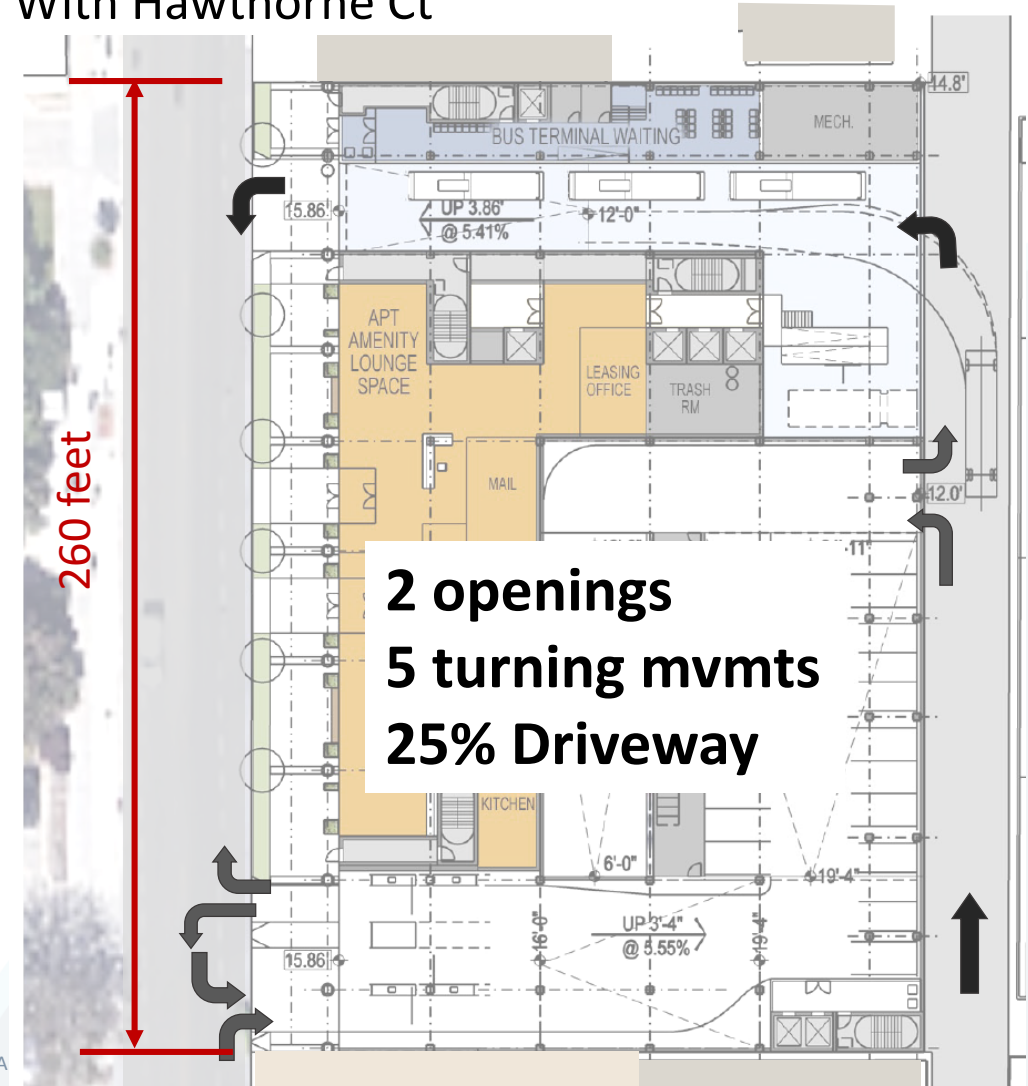 With Hawthorne Ct
14.8'
MECH.
BUS TERMINAL WAITING
15.86'
UP 3.86'
@ 5.41%
12'-0"
APT
AMENITY
LOUNGE
SPACE
LEASING
OFFICE
TRASH
RM
260 feet
MAIL
12.0'
-11"
2 openings
5 turning mvmts
25% Driveway
KITCHEN
6'-0"
19'-4"
16'-0"
UP 3'-4"
@ 5.55%
19'-4"
15.86'
A